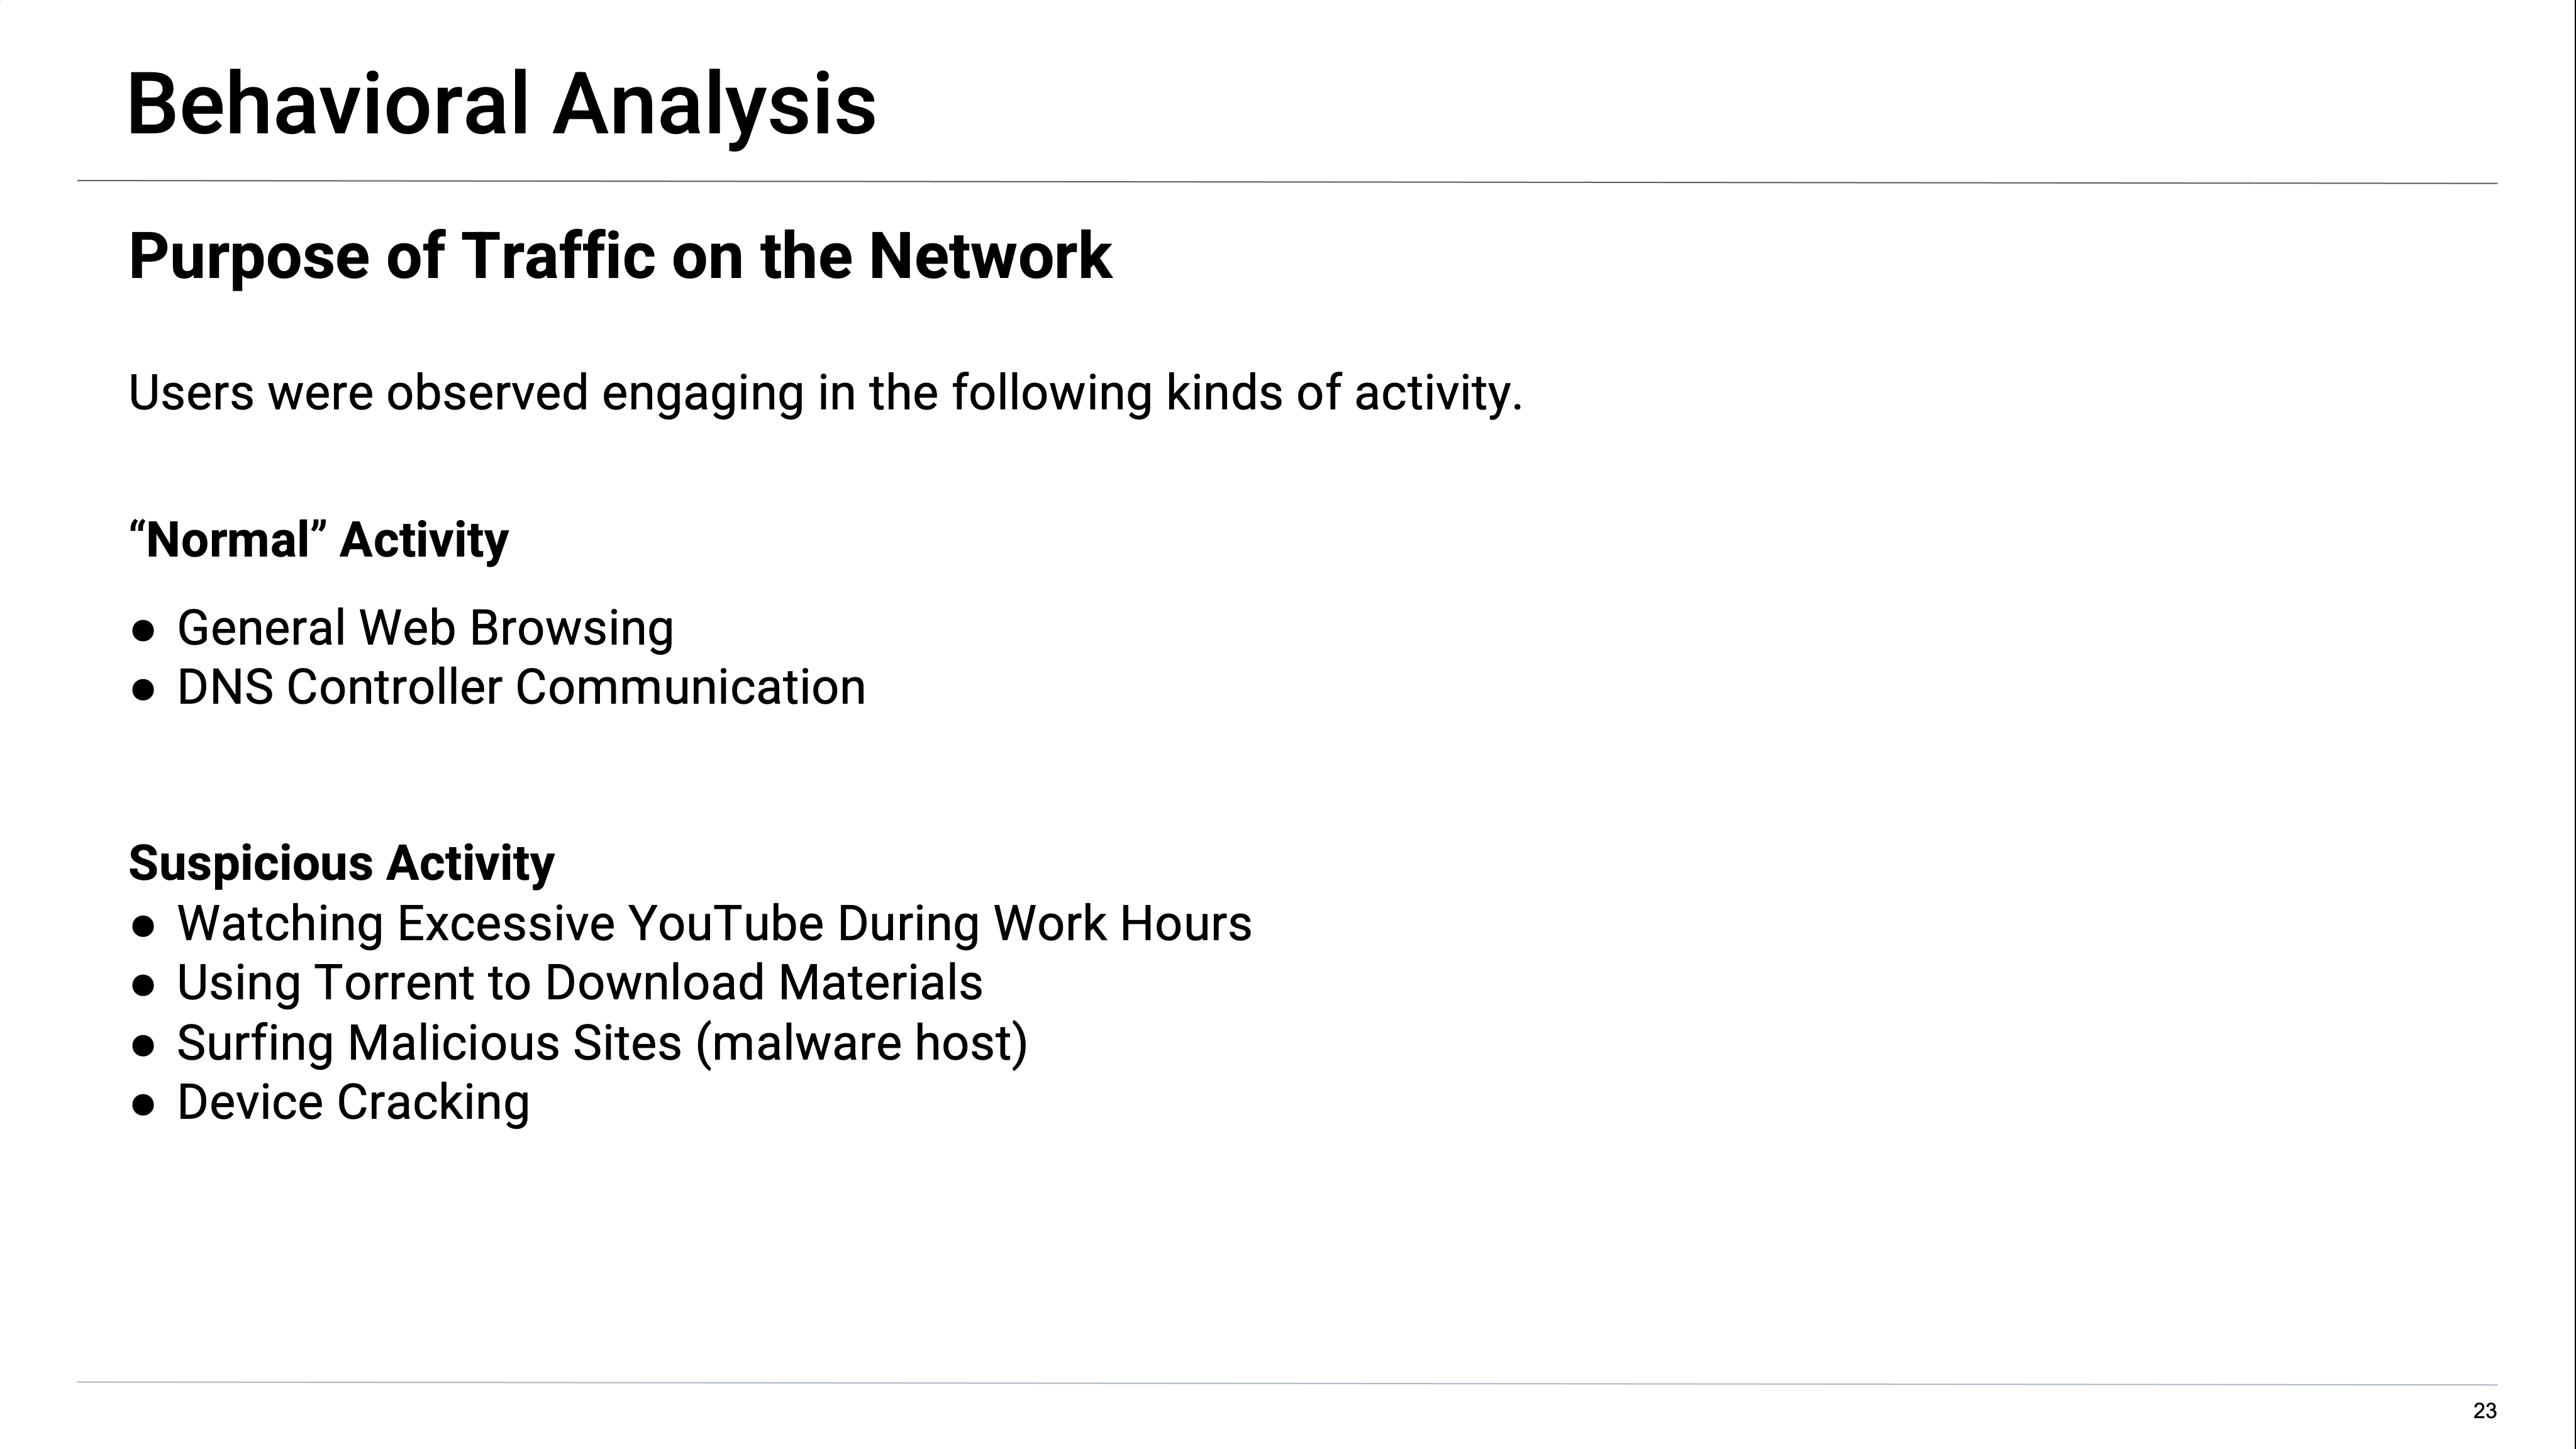 Behavioral Analysis
Purpose of Traffic on the Network
Users were observed engaging in the following kinds of activity.
“Normal” Activity
● General Web Browsing
● DNS Controller Communication
Suspicious Activity
● Watching Excessive YouTube During Work Hours
● Using Torrent to Download Materials
● Surfing Malicious Sites (malware host)
● Device Cracking
23